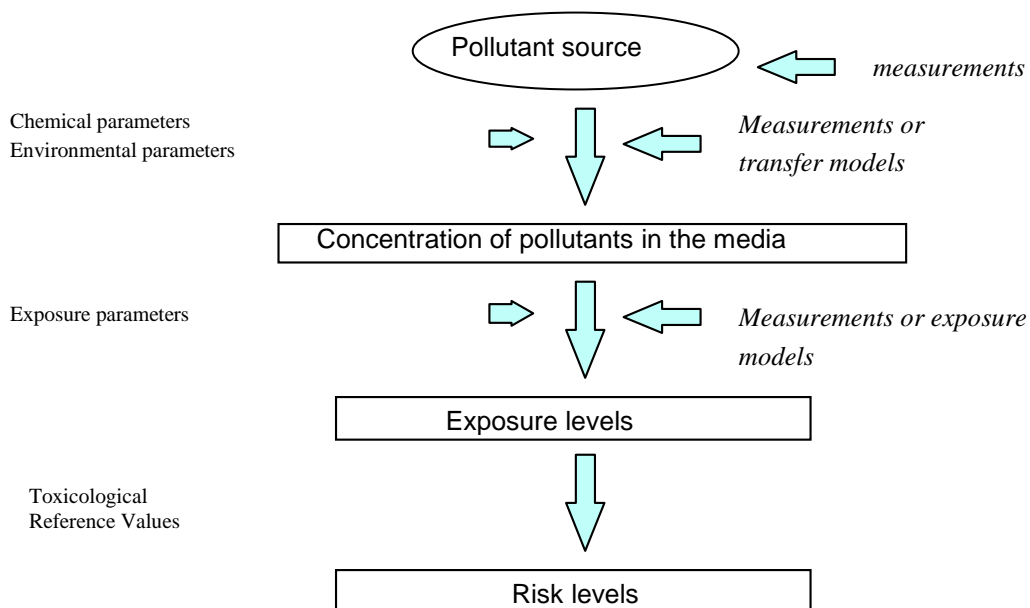 Pollutant source
measurements
Chemical parameters
Environmental parameters
Measurements or
transfer models
Concentration of pollutants in the media
Exposure parameters
Measurements or exposure
models
Exposure levels
Toxicological
Reference Values
Risk levels